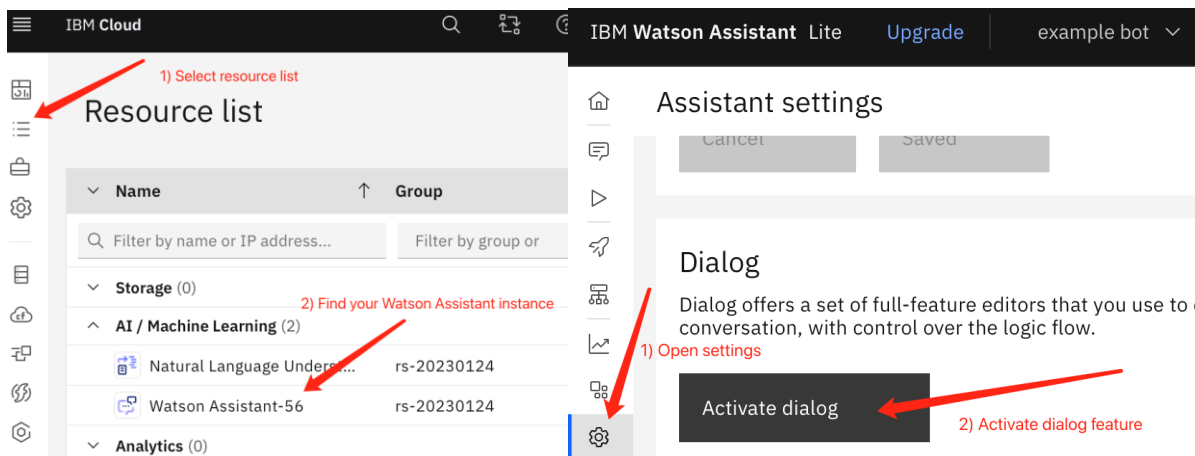 IBM Cloud
1) Select resource list
Resource list
Name
Group
Filter by name or IP address...
Filter by group or
Storage (0)
2) Find your Watson Assistant instance
AI / Machine Learning (2)
Natural Language Underst...
rs-20230124
Watson Assistant-56
rs-20230124
Analytics (0)
IBM Watson Assistant Lite
Upgrade
example bot
Assistant settings
Cancel
Saved
Dialog
Dialog offers a set of full-feature editors that you use to
conversation, with control over the logic flow.
1) Open settings
Activate dialog
2) Activate dialog feature